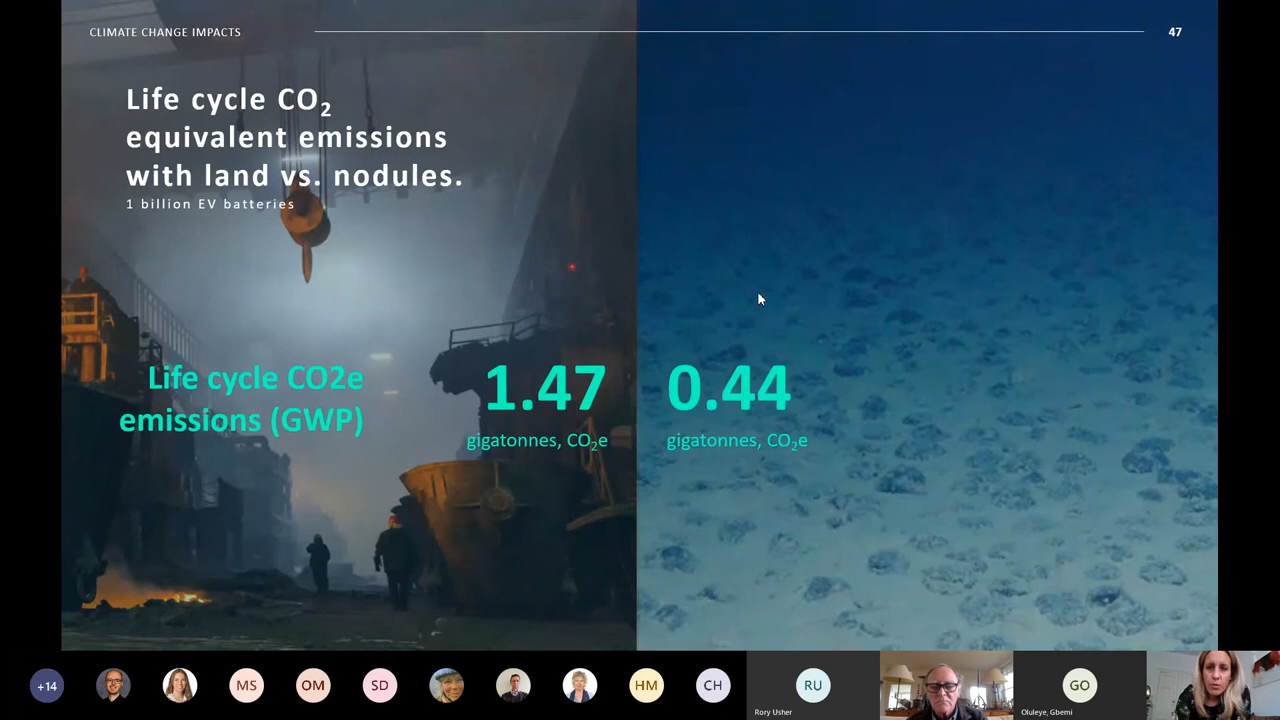 CLIMATE CHANGE IMPACTS
47
Life cycle CO₂
equivalent emissions
with land vs. nodules.
1 billion EV batteries
Life cycle CO2e
emissions (GWP)
1.47
gigatonnes, CO₂e
0.44
gigatonnes, CO₂e
+14
MS
OM
SD
HM
CH
RU
Rory Usher
GO
Oluleye, Gbemi